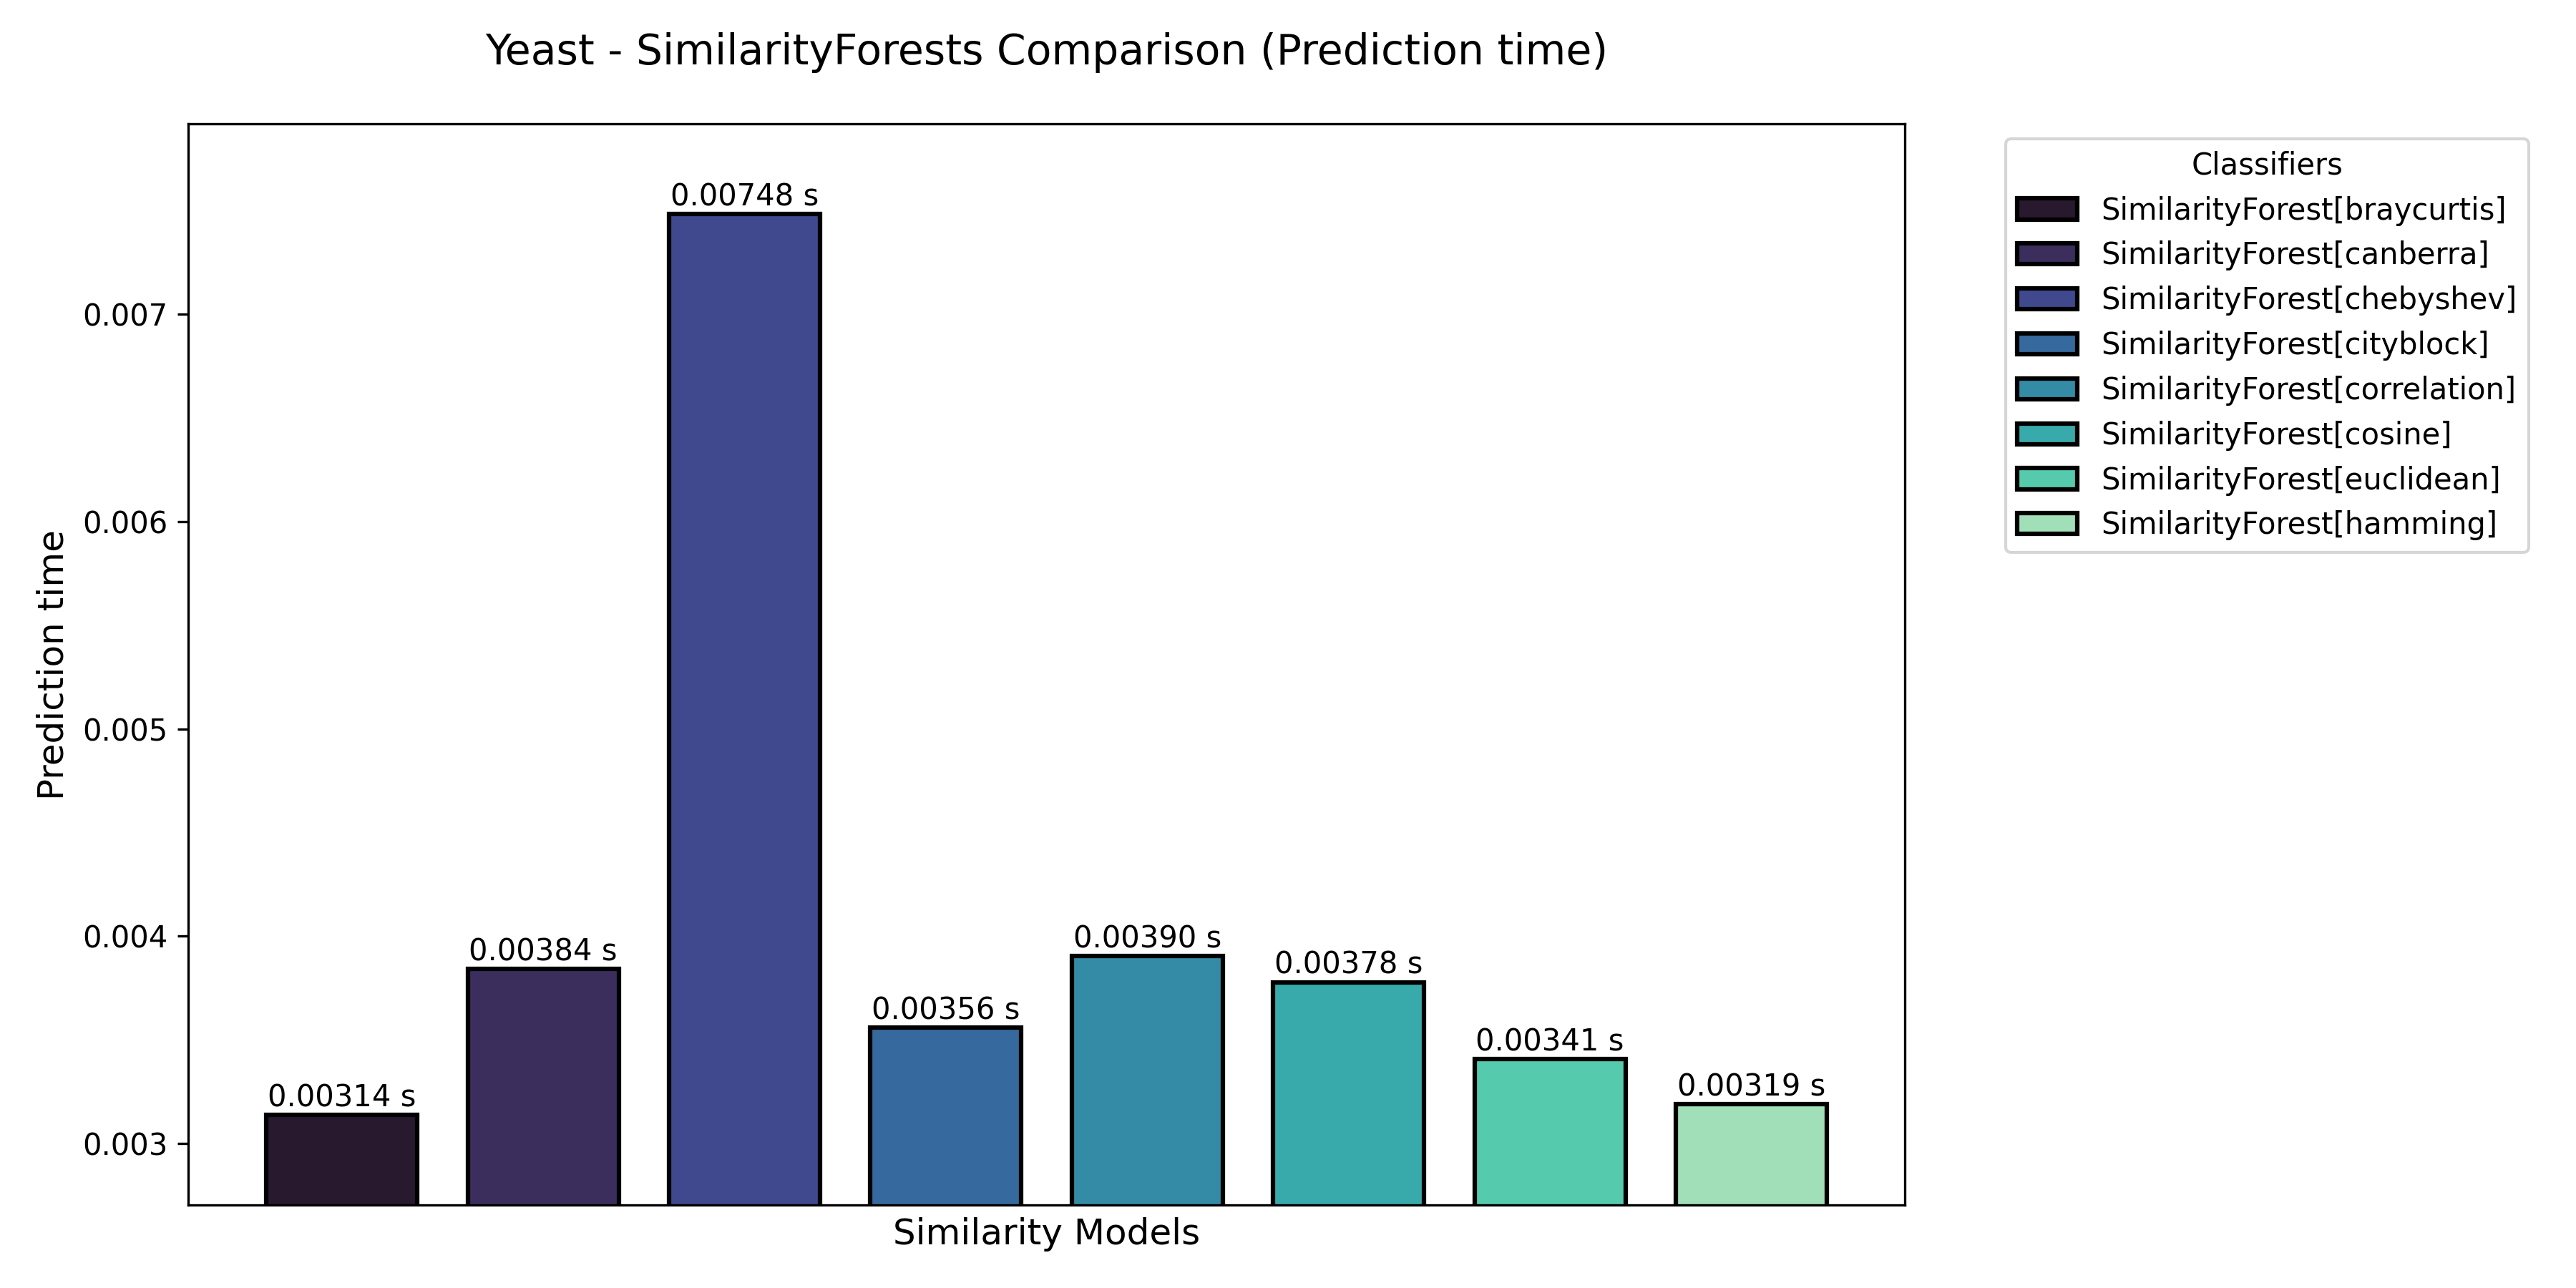 Yeast - SimilarityForests Comparison (Prediction time)
Prediction time
0.007
0.006
0.005
0.004
0.003
0.00314 s
0.00384 s
0.00748 s
0.00356 s
0.00390 s
0.00378 s
0.00341 s
0.00319 s
Similarity Models
Classifiers
SimilarityForest[braycurtis]
SimilarityForest[canberra]
SimilarityForest[chebyshev]
SimilarityForest[cityblock]
SimilarityForest[correlation]
SimilarityForest[cosine]
SimilarityForest[euclidean]
SimilarityForest[hamming]